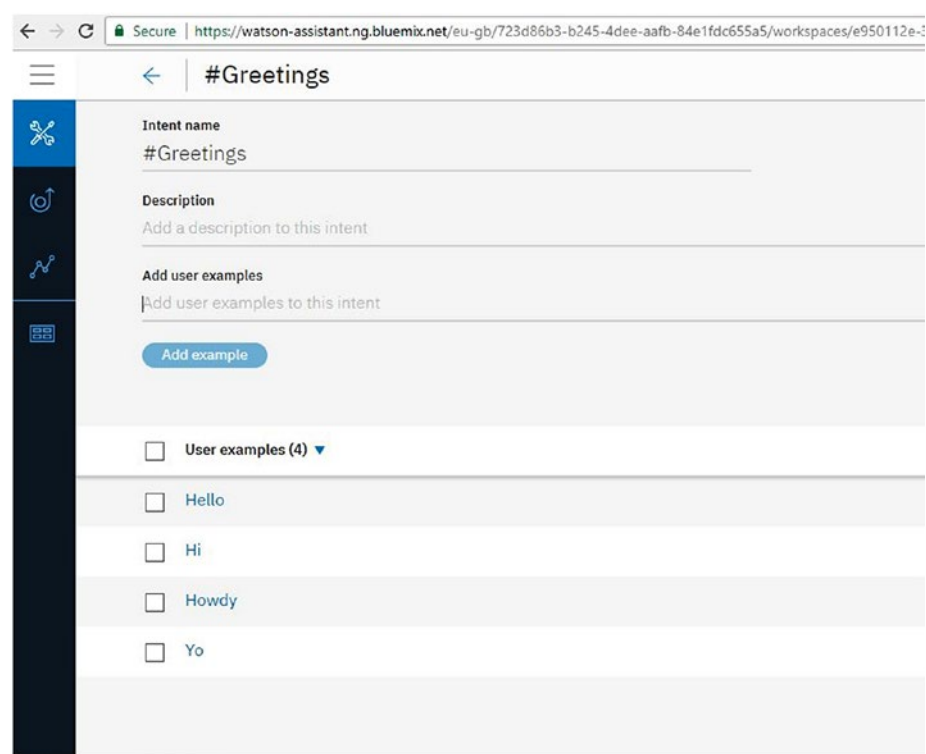 Secure | https://watson-assistant.ng.bluemix.net/eu-gb/723d86b3-b245-4dee-aafb-84e1fdc655a5/workspaces/e950112e-3
#Greetings
Intent name
#Greetings
Description
Add a description to this intent
Add user examples
Add user examples to this intent
Add example
User examples (4)
Hello
Hi
Howdy
Yo